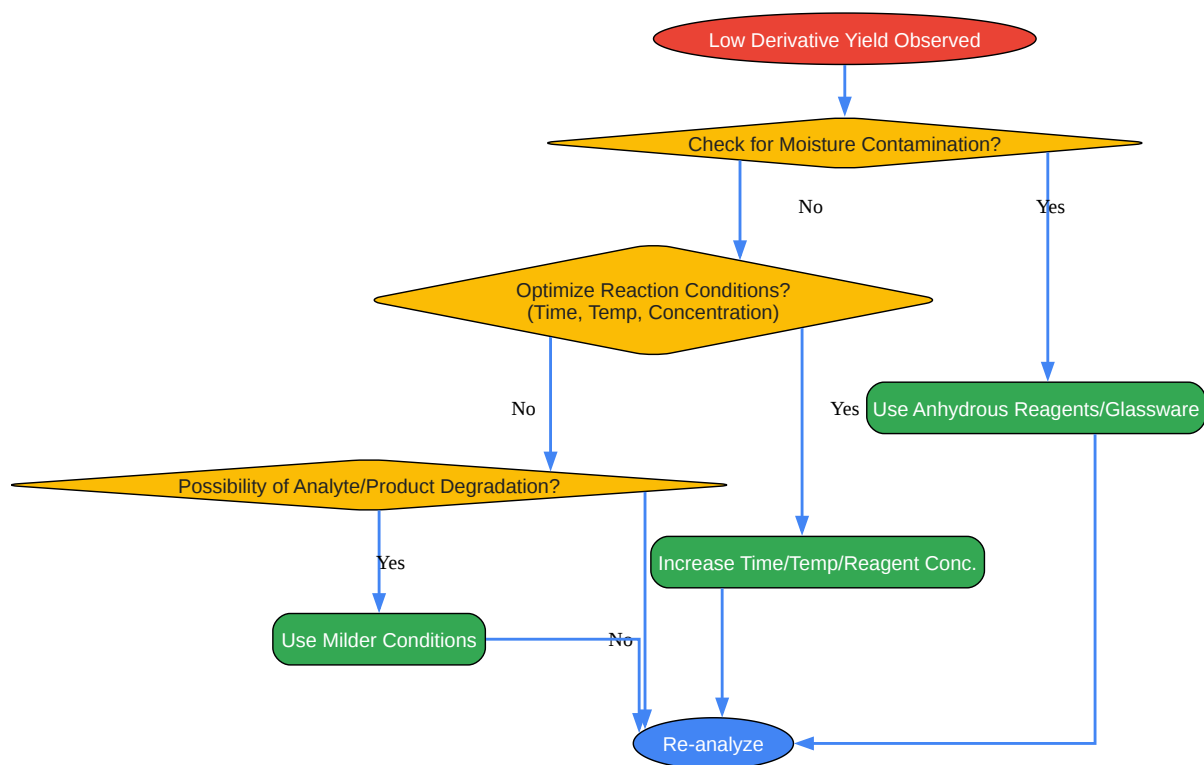 Low Derivative Yield Observed
Check for Moisture Contamination?
No
Yes
Optimize Reaction Conditions?
(Time, Temp, Concentration)
No
Yes
Use Anhydrous Reagents/Glassware
Possibility of Analyte/Product Degradation?
Yes
Increase Time/Temp/Reagent Conc.
Use Milder Conditions
No
Re-analyze